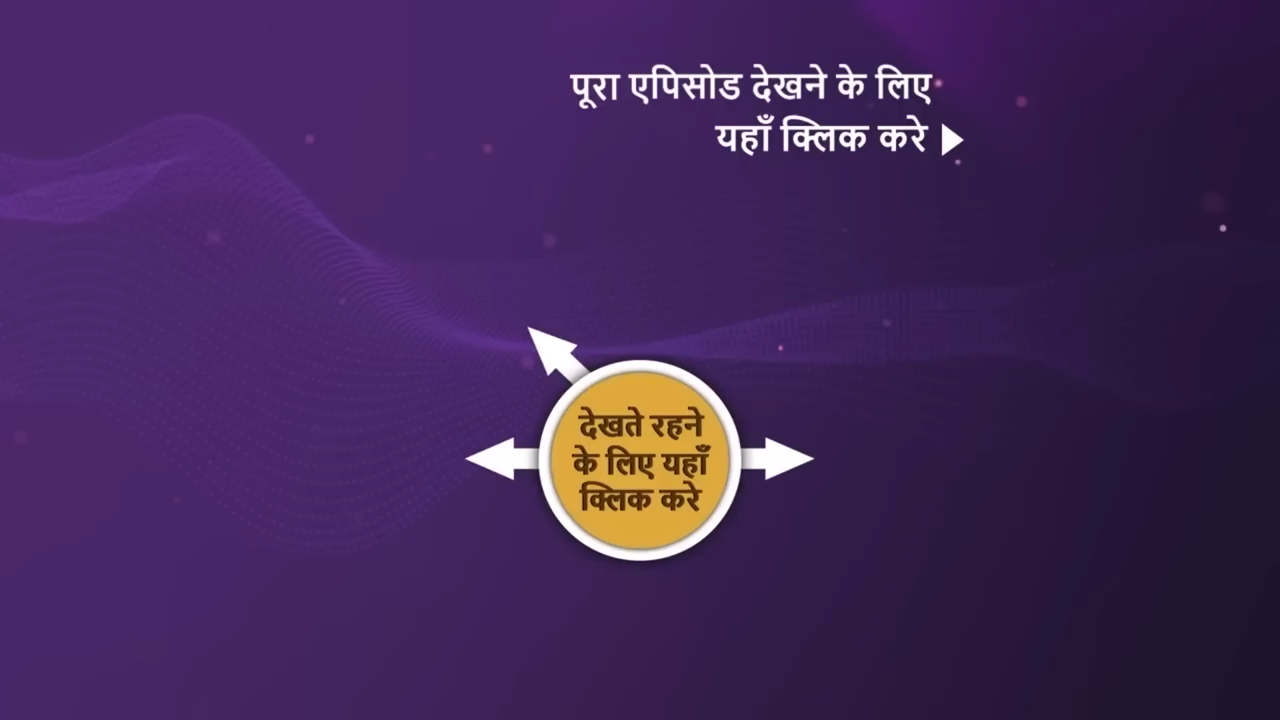 पूरा एपिसोड देखने के लिए
यहाँ क्लिक करे
देखते रहने
के लिए यहाँ
क्लिक करे